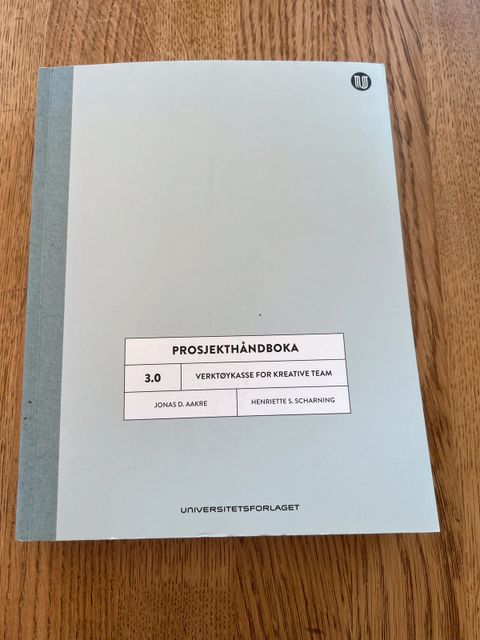 PROSJEKTHÅNDBOKA
3.0
VERKTØYKASSE FOR KREATIVE TEAM
JONAS D. AAKRE
HENRIETTE S. SCHARNING
UNIVERSITETSFORLAGET